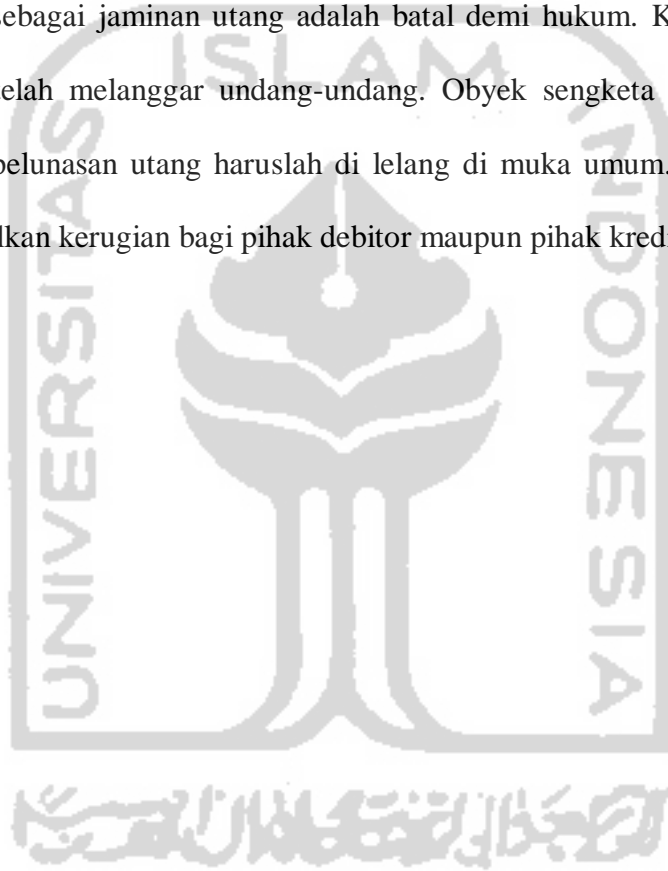 sebagai jaminan utang adalah batal demi hukum. K
elah melanggar undang-undang. Obyek sengketa
pelunasan utang haruslah di lelang di muka umum.
lkan kerugian bagi pihak debitor maupun pihak kredi
ISLAM
UNIVERSITAS
INDONESIA